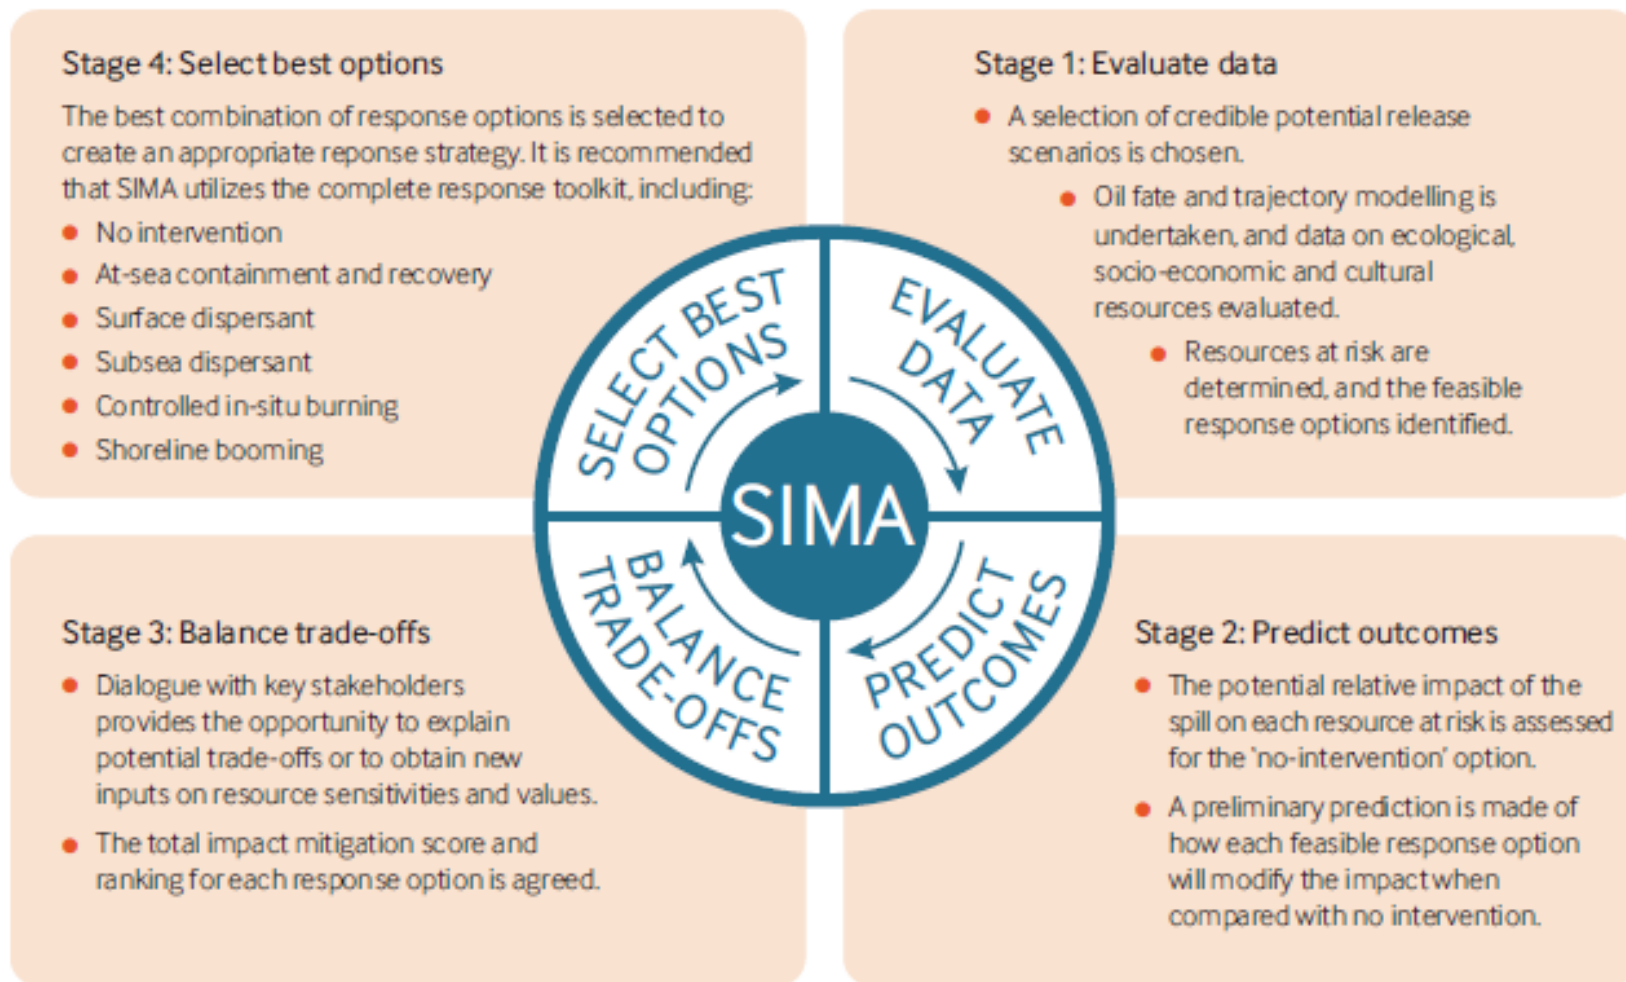 Stage 4: Select best options
The best combination of response options is selected to
create an appropriate reponse strategy. It is recommended
that SIMA utilizes the complete response toolkit, including:
No intervention
At-sea containment and recovery
Surface dispersant
Subsea dispersant
Controlled in-situ burning
Shoreline booming
Stage 1: Evaluate data
A selection of credible potential release
scenarios is chosen.
Oil fate and trajectory modelling is
undertaken, and data on ecological,
socio-economic and cultural
resources evaluated.
Resources at risk are
determined, and the feasible
response options identified.
SELECT BEST
OPTIONS
EVALUATE
DATA
SIMA
BALANCE
TRADE-OFFS
PREDICT
OUTCOMES
Stage 3: Balance trade-offs
Dialogue with key stakeholders
provides the opportunity to explain
potential trade-offs or to obtain new
inputs on resource sensitivities and values.
The total impact mitigation score and
ranking for each response option is agreed.
Stage 2: Predict outcomes
The potential relative impact of the
spill on each resource at risk is assessed
for the 'no-intervention' option.
A preliminary prediction is made of
how each feasible response option
will modify the impact when
compared with no intervention.